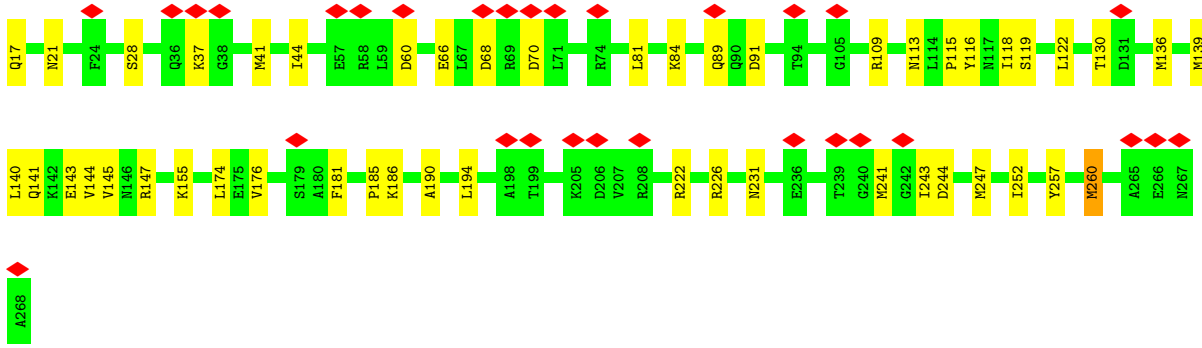 Q17 N21 F24 S28 Q36 K37 G38 M41 I44 E57 R58 L59 D60 E66 L67 D68 R69 D70 L71 R74 L81 K84 Q89 Q90 D91 T94 G105 R109 N113 L114 P115 Y116 N117 I118 S119 L122 T130 D131 M136 M139
L140 Q141 K142 E143 V144 V145 N146 R147 K155 L174 E175 V176 S179 A180 F181 P185 K186 A190 L194 A198 T199 K205 D206 V207 R208 R222 R226 N231 E236 T239 G240 M241 G242 I243 D244 M247 I252 Y257 M260 A265 E266 N267
A268